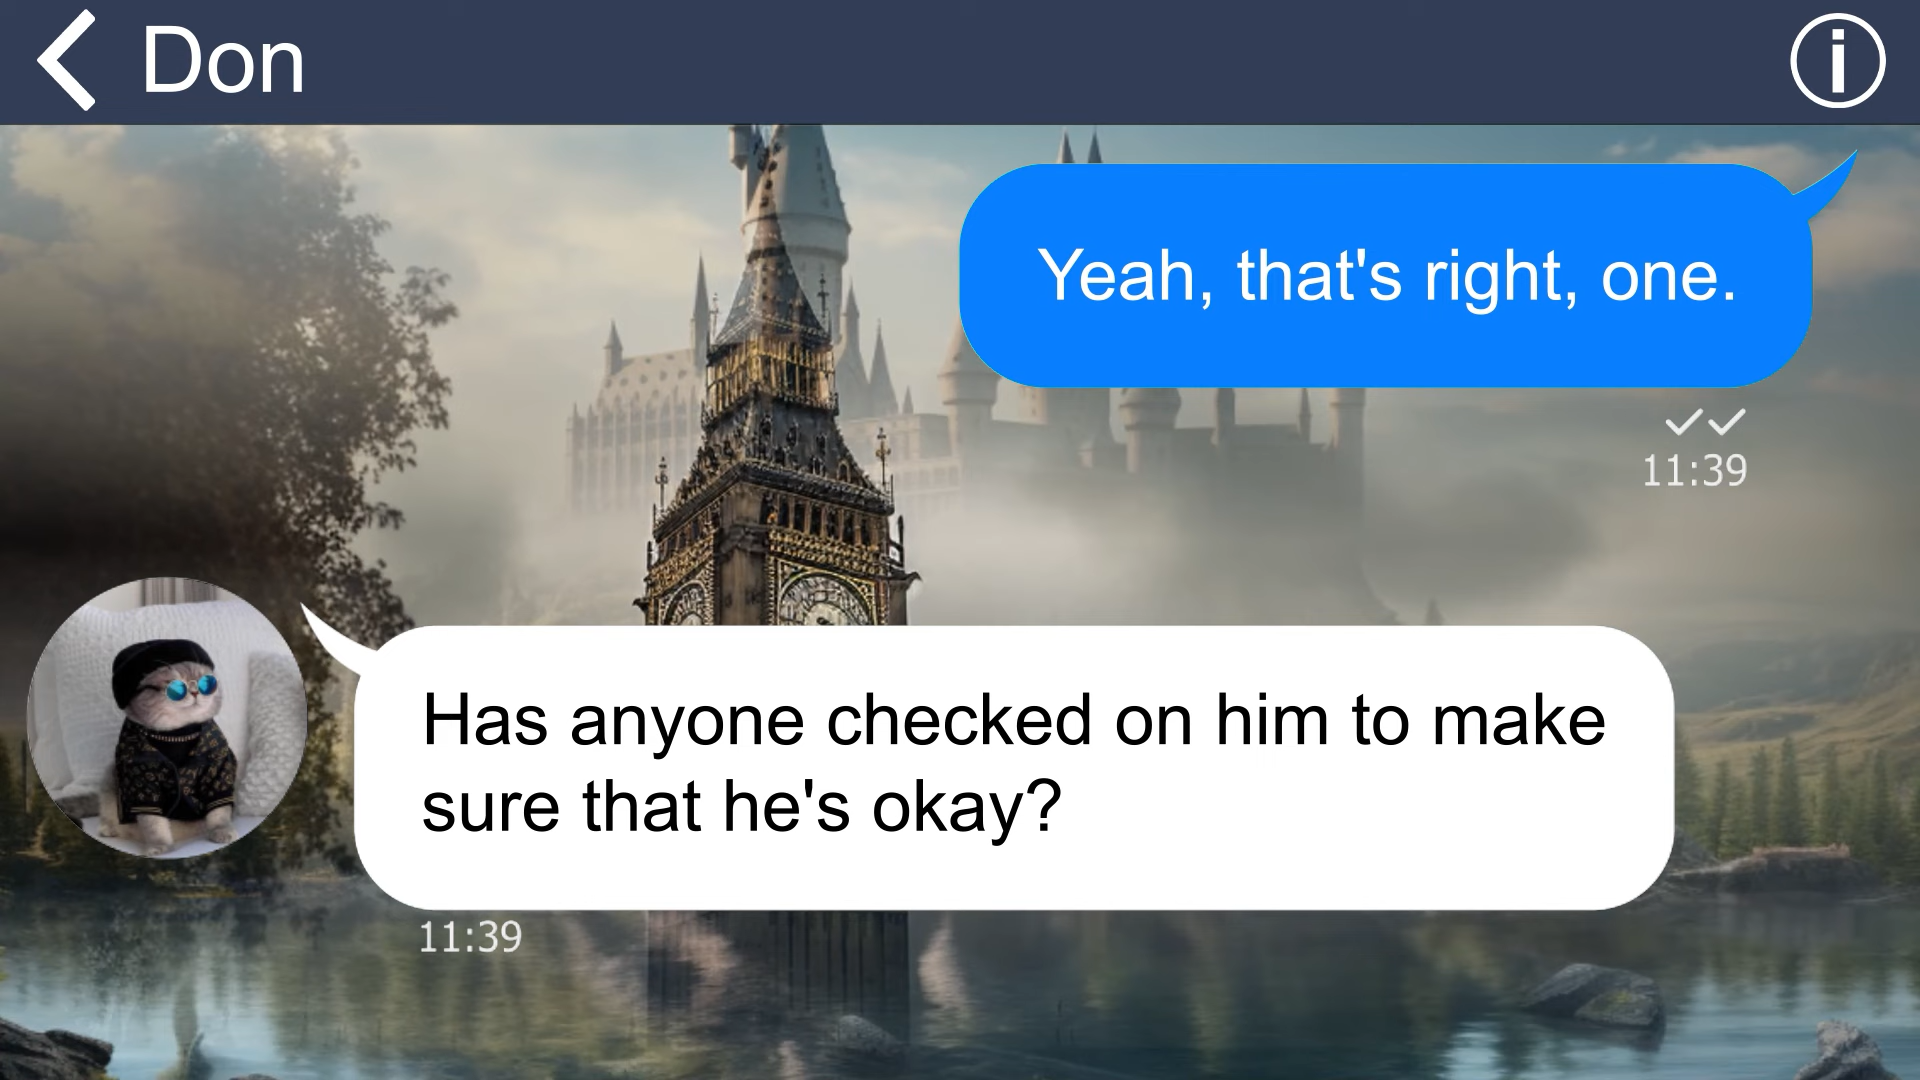 Don
Yeah, that's right, one.
11:39
Has anyone checked on him to make
sure that he's okay?
11:39